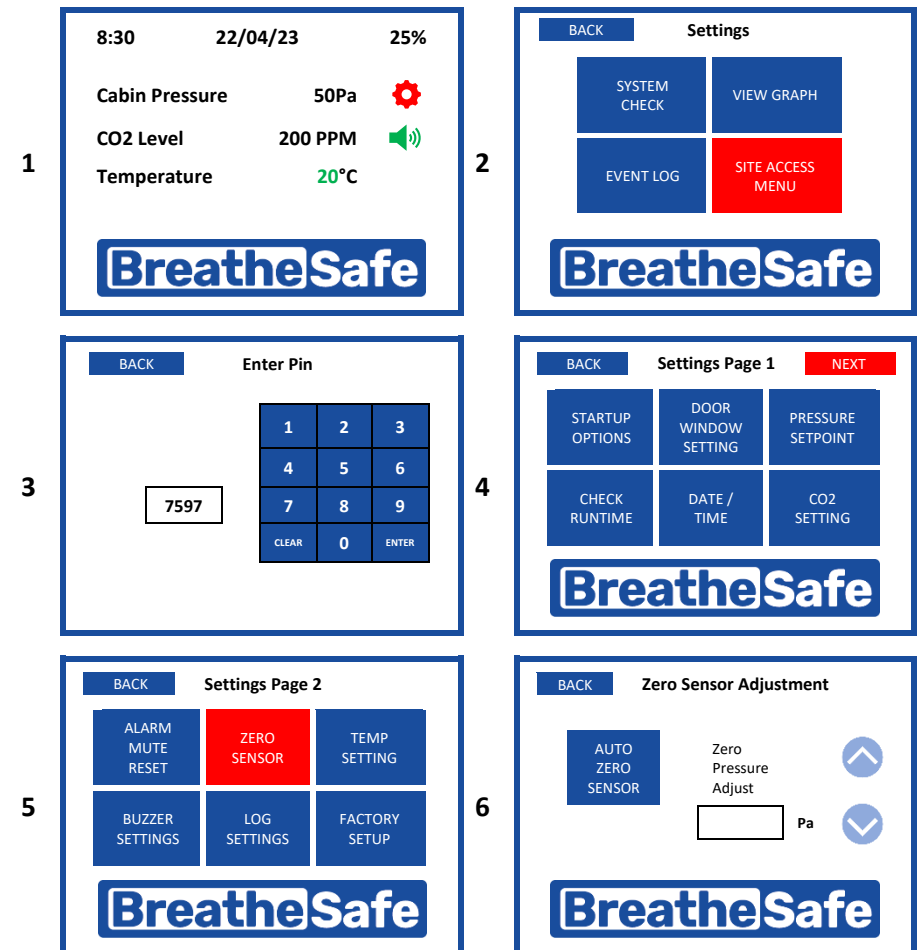 1
8:30 22/04/23 25%
Cabin Pressure 50Pa
CO2 Level 200 PPM
Temperature 20°C
BreatheSafe
2
BACK Settings
SYSTEM
CHECK
VIEW GRAPH
EVENT LOG
SITE ACCESS
MENU
BreatheSafe
3
BACK Enter Pin
7597
1 2 3
4 5 6
7 8 9
CLEAR 0 ENTER
4
BACK Settings Page 1 NEXT
STARTUP
OPTIONS
DOOR
WINDOW
SETTING
PRESSURE
SETPOINT
CHECK
RUNTIME
DATE /
TIME
CO2
SETTING
BreatheSafe
5
BACK Settings Page 2
ALARM
MUTE
RESET
ZERO
SENSOR
TEMP
SETTING
BUZZER
SETTINGS
LOG
SETTINGS
FACTORY
SETUP
BreatheSafe
6
BACK Zero Sensor Adjustment
AUTO
ZERO
SENSOR
Zero
Pressure
Adjust
Pa
BreatheSafe